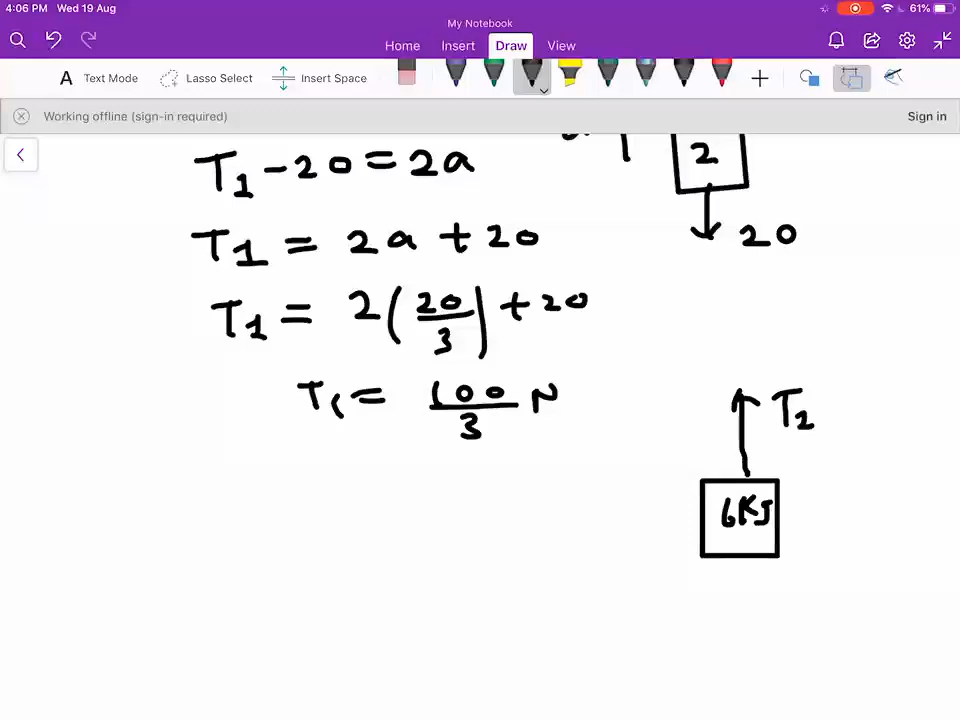 4:06 PM Wed 19 Aug
61%
My Notebook
Home Insert Draw View
A Text Mode Lasso Select Insert Space
Working offline (sign-in required) Sign in
T1 - 20 = 2a
2
T1 = 2a + 20
20
T1 = 2(20/3) + 20
T1 = 100/3 N
T2
6KJ